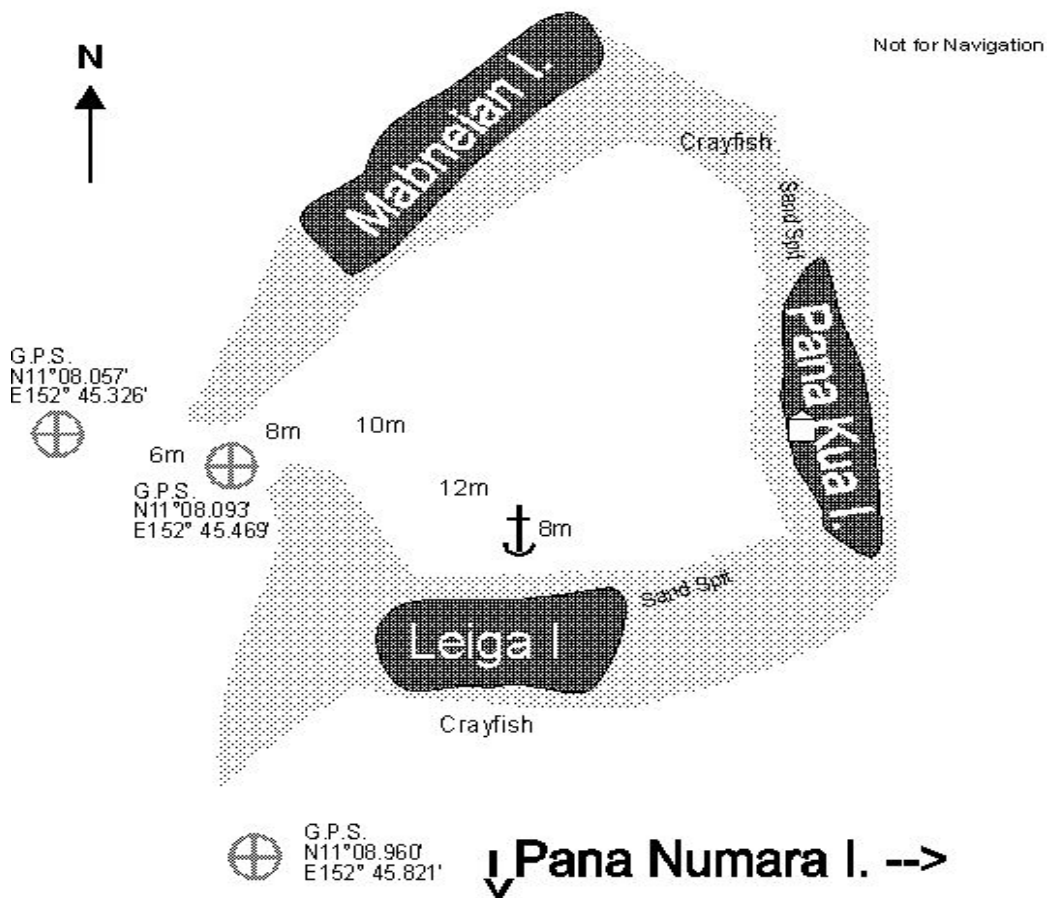 N
Not for Navigation
Mabneian I.
Crayfish
Sand Spit
Pana Kua I.
G.P.S.
N11°08.057'
E152° 45.326'
8m
10m
6m
G.P.S.
N11°08.093'
E152° 45.469'
12m
8m
Sand Spit
Leiga I
Crayfish
G.P.S.
N11°08.960'
E152° 45.821'
Pana Numara I. -->